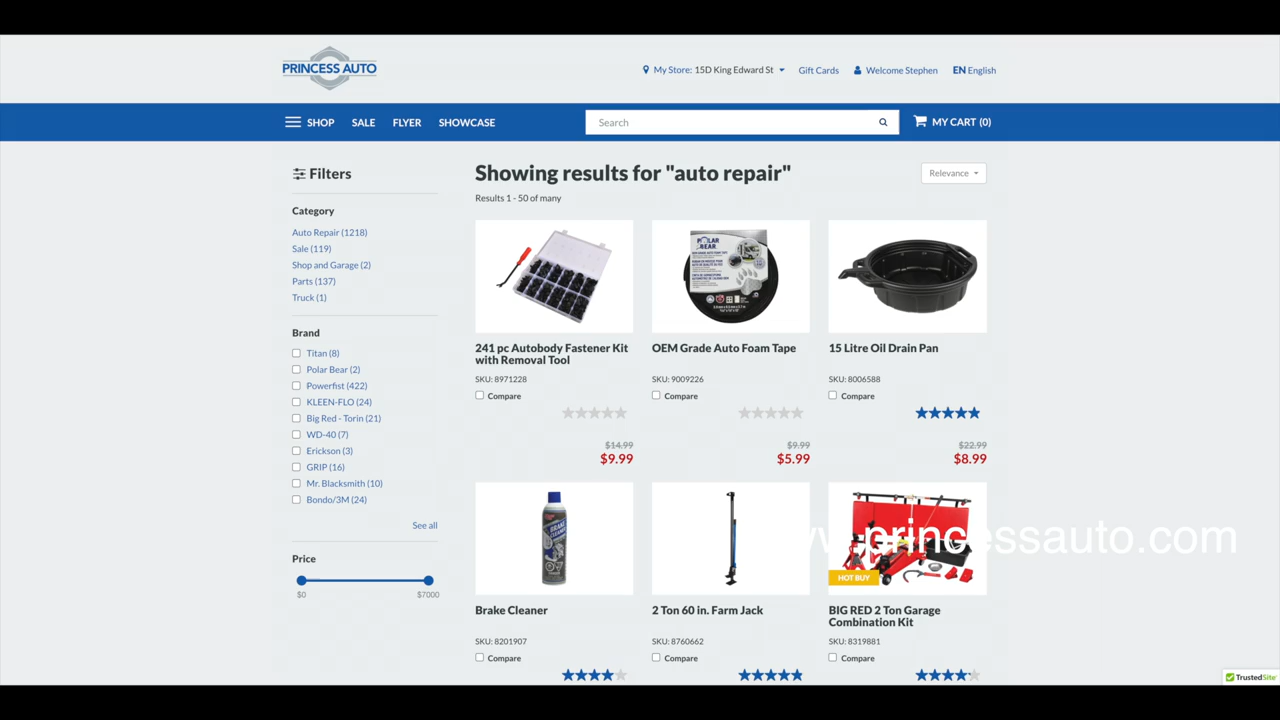 PRINCESS AUTO
My Store: 15D King Edward St
Gift Cards
Welcome Stephen
EN English
SHOP
SALE
FLYER
SHOWCASE
Search
MY CART (0)
Filters
Category
Auto Repair (1218)
Sale (119)
Shop and Garage (2)
Parts (137)
Truck (1)
Brand
Titan (8)
Polar Bear (2)
Powerfist (422)
KLEEN-FLO (24)
Big Red - Torin (21)
WD-40 (7)
Erickson (3)
GRIP (16)
Mr. Blacksmith (10)
Bondo/3M (24)
See all
Price
$0
$7000
Showing results for "auto repair"
Relevance
Results 1 - 50 of many
POLAR
BEAR
241 pc Autobody Fastener Kit
with Removal Tool
SKU: 8971228
Compare
$14.99
$9.99
OEM Grade Auto Foam Tape
SKU: 9009226
Compare
$9.99
$5.99
15 Litre Oil Drain Pan
SKU: 8006588
Compare
$22.99
$8.99
BRAKE
CLEANER
HOT BUY
www.princessauto.com
Brake Cleaner
SKU: 8201907
Compare
2 Ton 60 in. Farm Jack
SKU: 8760662
Compare
BIG RED 2 Ton Garage
Combination Kit
SKU: 8319881
Compare
TrustedSite